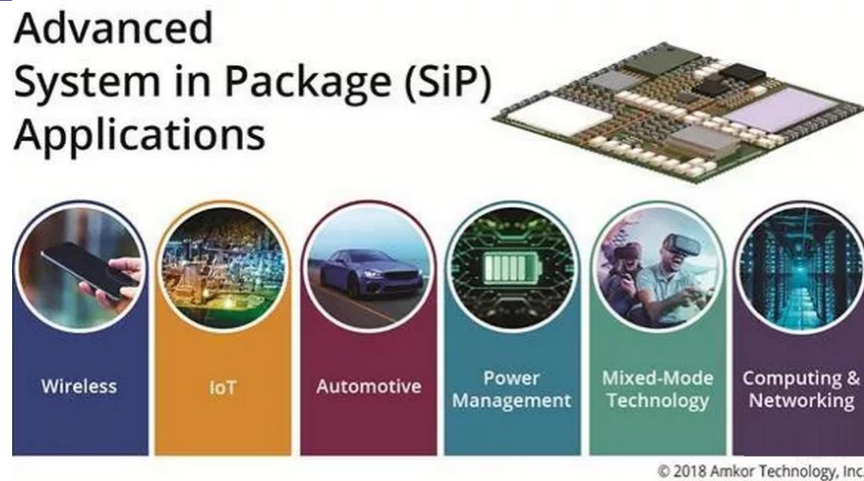 Advanced
System in Package (SiP)
Applications
Wireless
IoT
Automotive
Power
Management
Mixed-Mode
Technology
Computing &
Networking
© 2018 Amkor Technology, Inc.